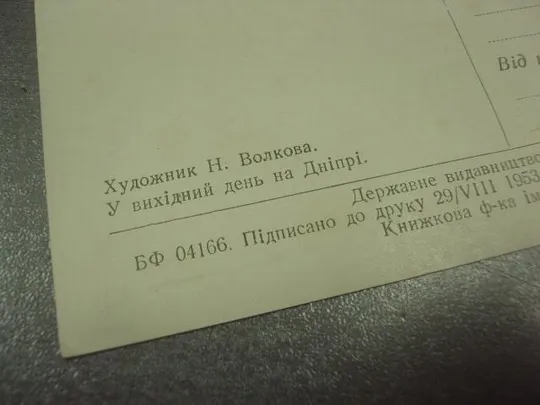 Від
Художник Н. Волкова.
У вихідний день на Дніпрі.
Державне видавництво
БФ 04166. Підписано до друку 29/VIII 1953
Книжкова ф-ка ім